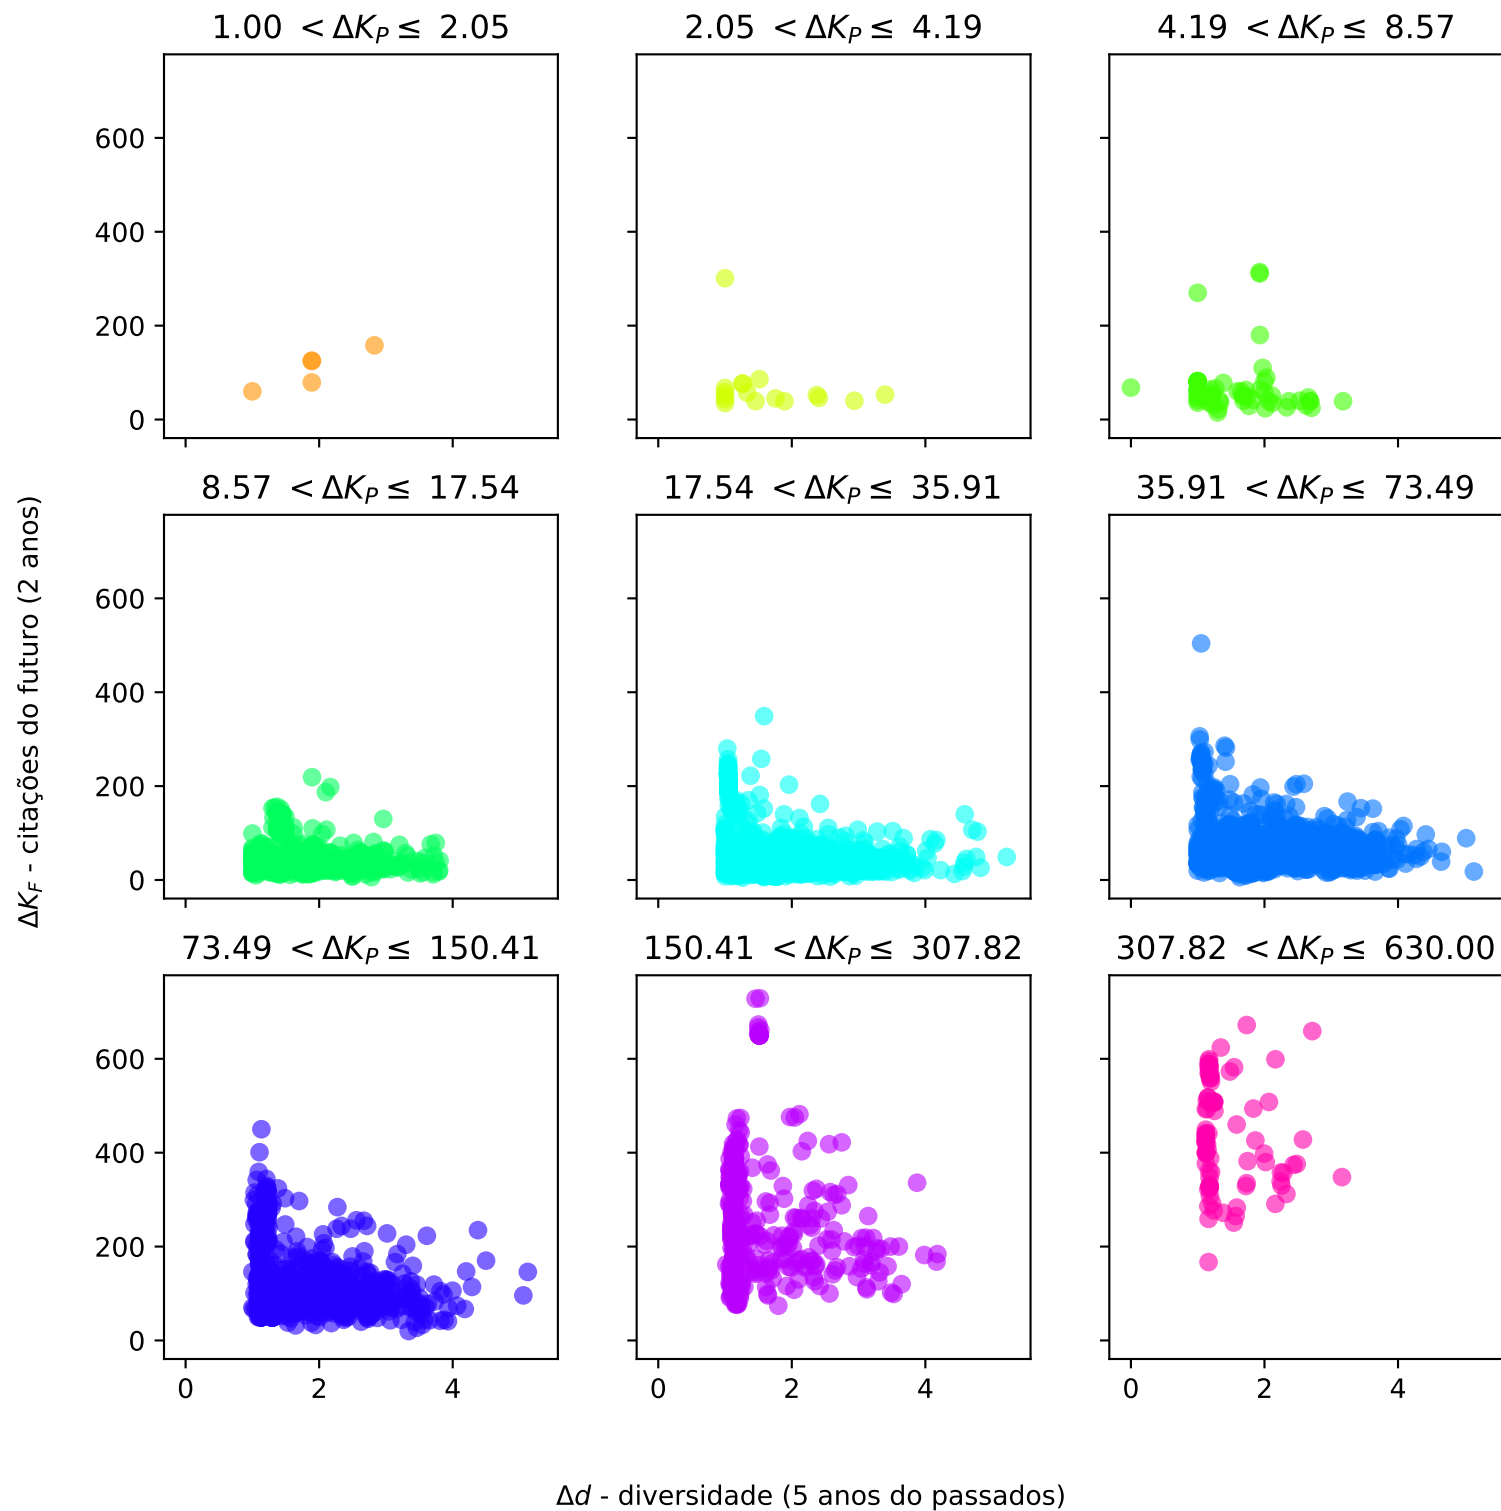 1.00 < ΔK_P ≤ 2.05
2.05 < ΔK_P ≤ 4.19
4.19 < ΔK_P ≤ 8.57
600
400
200
0
8.57 < ΔK_P ≤ 17.54
17.54 < ΔK_P ≤ 35.91
35.91 < ΔK_P ≤ 73.49
600
400
200
0
ΔK_F - citações do futuro (2 anos)
73.49 < ΔK_P ≤ 150.41
150.41 < ΔK_P ≤ 307.82
307.82 < ΔK_P ≤ 630.00
600
400
200
0
0 2 4
0 2 4
0 2 4
Δd - diversidade (5 anos do passados)